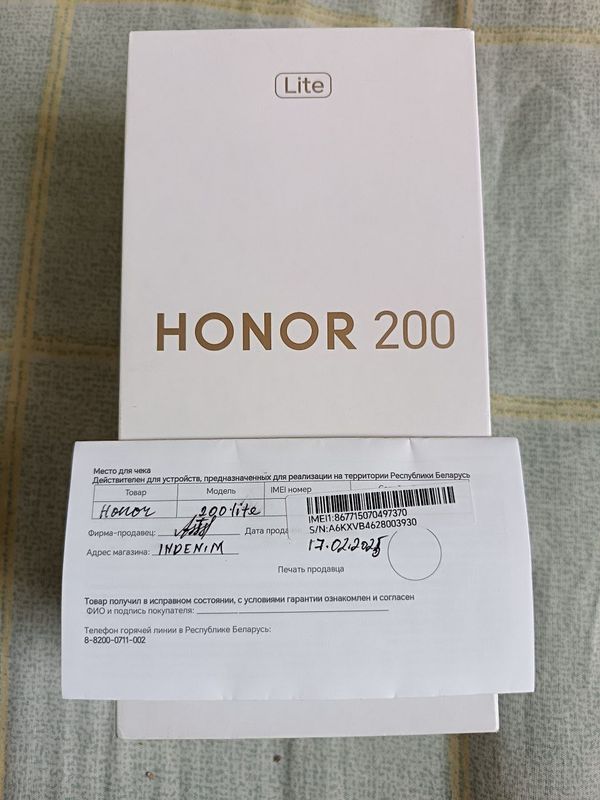 Lite
HONOR 200
Место для чека
Действителен для устройств, предназначенных для реализации на территории Республики Беларусь
Товар Модель IMEI номер
Honor 200 lite
IMEI1:867715070497370
S/N:A6KXVB4628003930
Фирма-продавец: Дата
17.02.2025
Адрес магазина: INDENIM
Печать продавца
Товар получил в исправном состоянии, с условиями гарантии ознакомлен и согласен
ФИО и подпись покупателя:
Телефон горячей линии в Республике Беларусь:
8-8200-0711-002